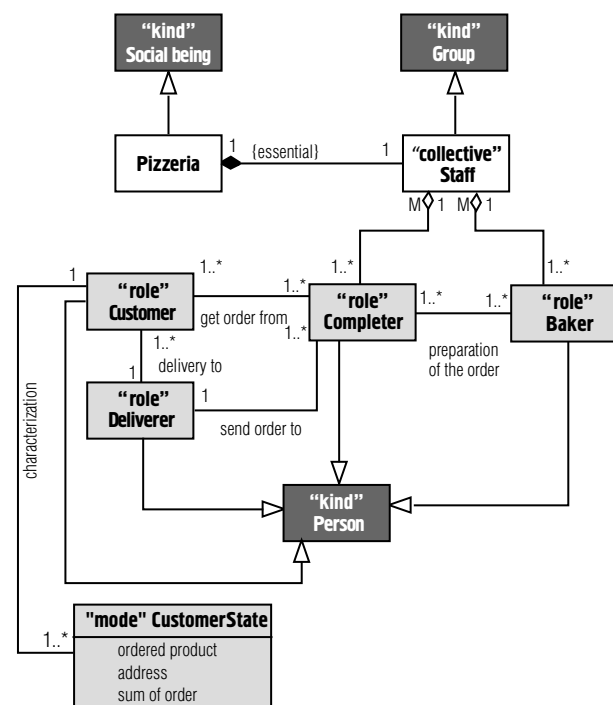 “kind”
Social being
“kind”
Group
Pizzeria
1
{essential}
1
“collective”
Staff
M
1
M
1
1
1..*
1..*
1..*
“role”
Customer
1..*
get order from
1..*
“role”
Completer
1..*
1..*
“role”
Baker
preparation
of the order
1..*
delivery to
1
“role”
Deliverer
1
send order to
characterization
“kind”
Person
1..*
"mode" CustomerState
ordered product
address
sum of order